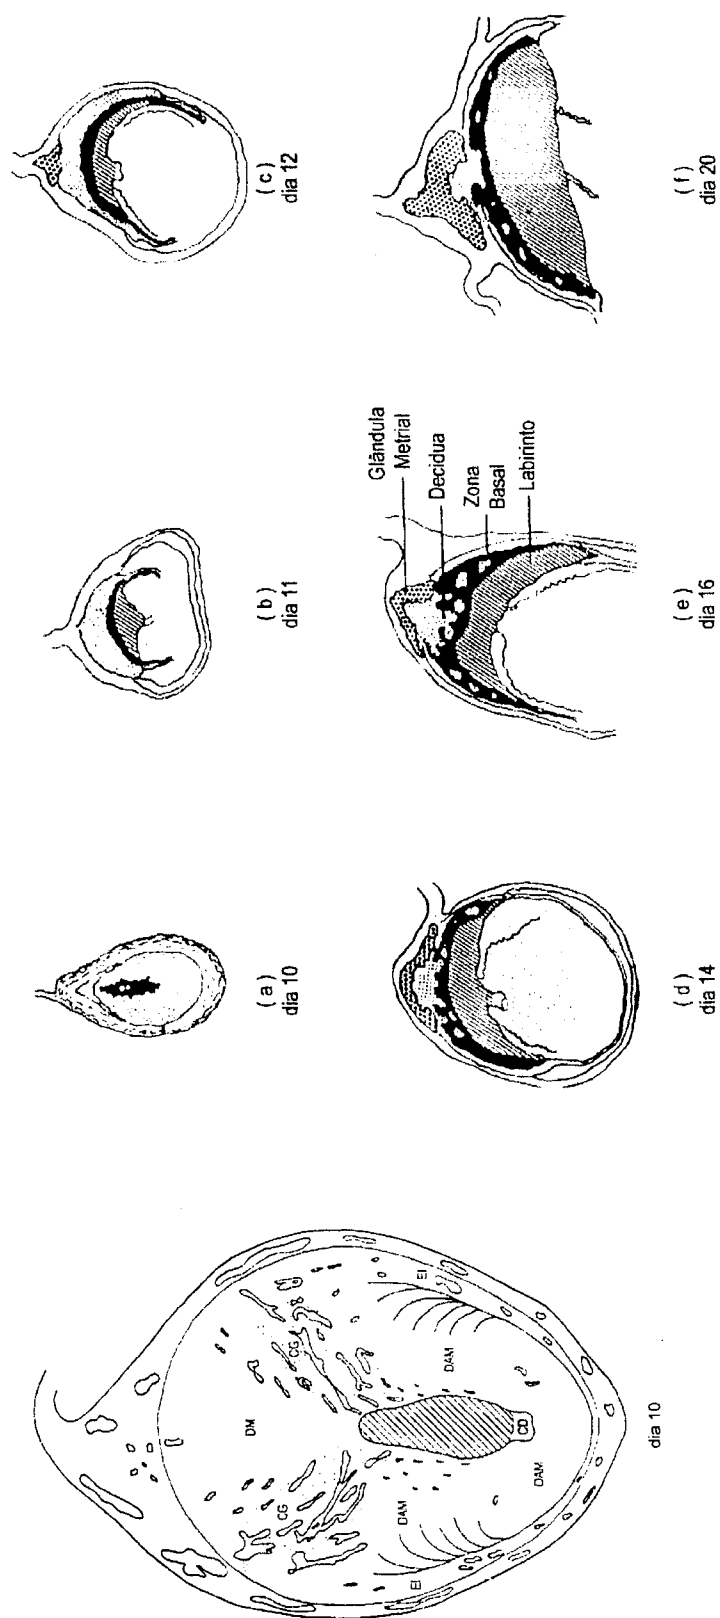 (a)
dia 10
(b)
dia 11
(c)
dia 12
DM
CG
CG
DAM
DAM
EI
EI
CD
DAM
dia 10
(d)
dia 14
Glândula
Metrial
Decidua
Zona
Basal
Labirinto
(e)
dia 16
(f)
dia 20